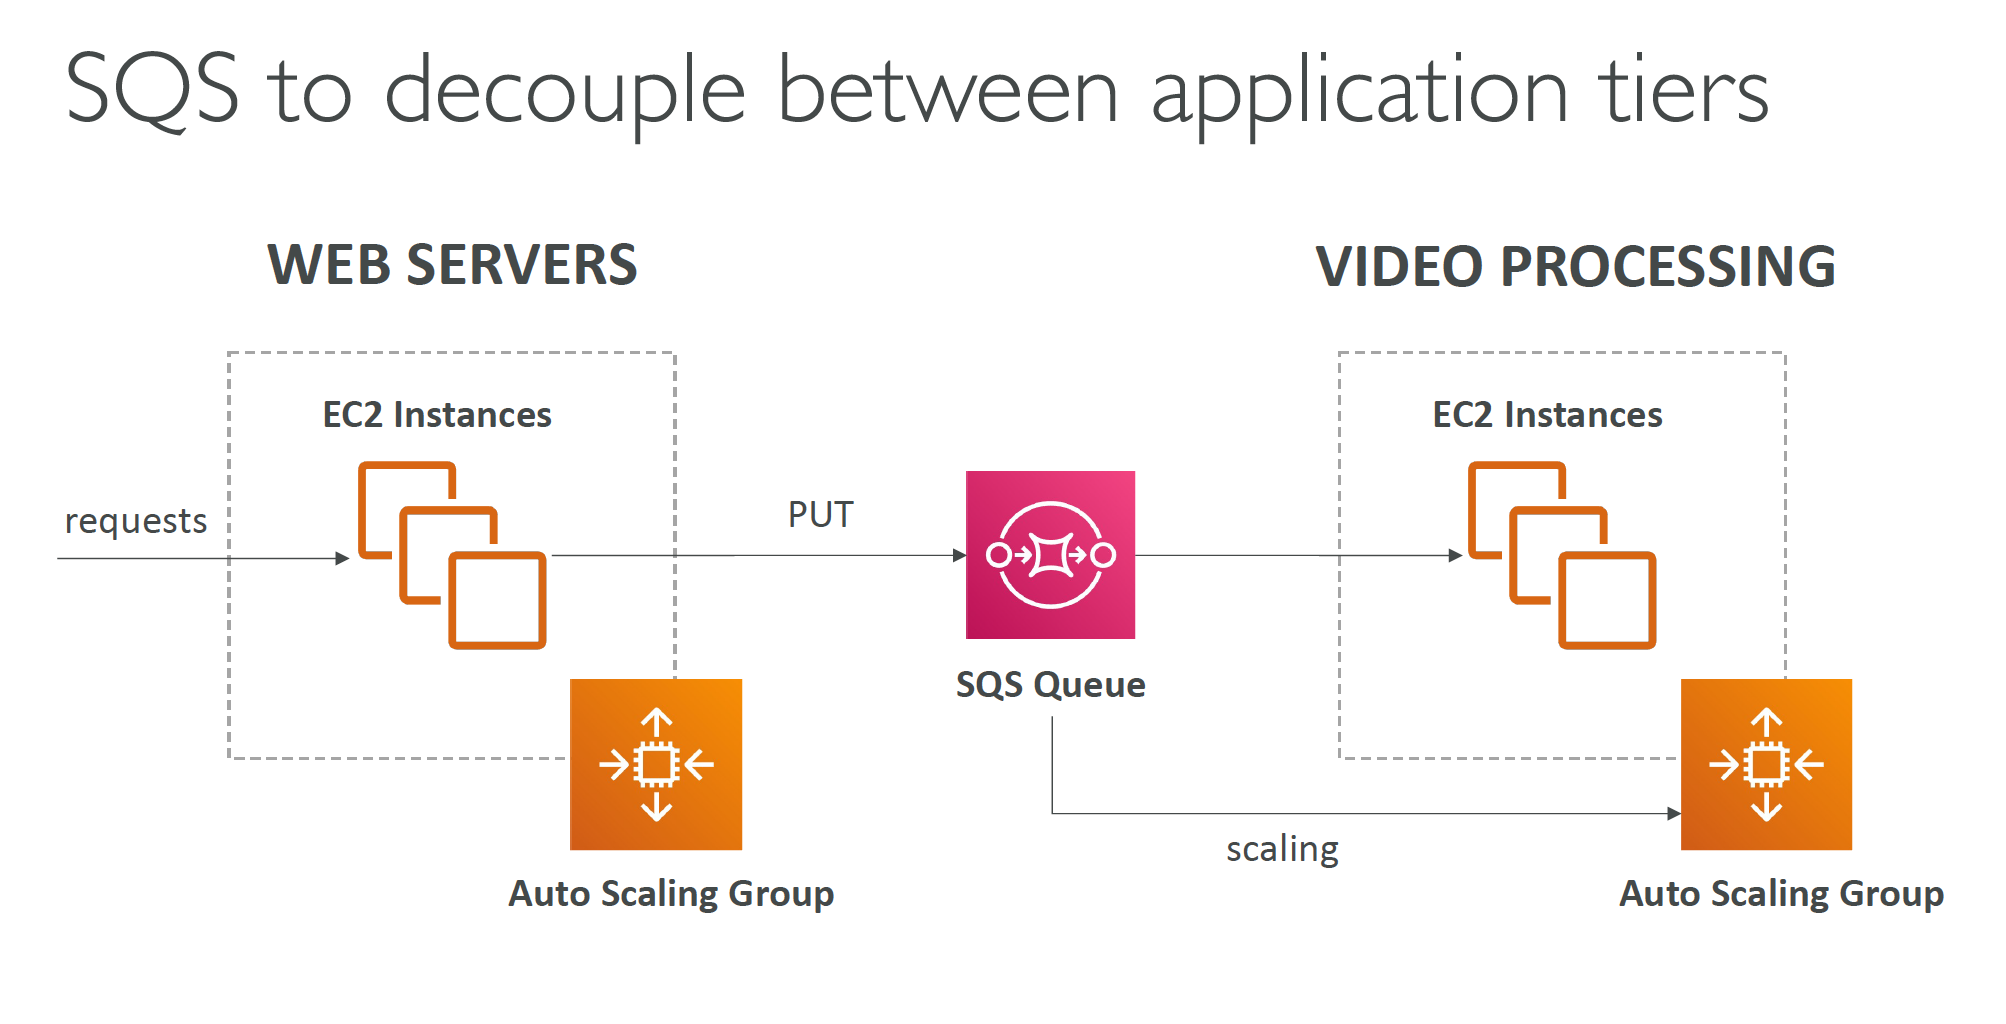 SQS to decouple between application tiers
WEB SERVERS
VIDEO PROCESSING
EC2 Instances
EC2 Instances
requests
PUT
SQS Queue
scaling
Auto Scaling Group
Auto Scaling Group